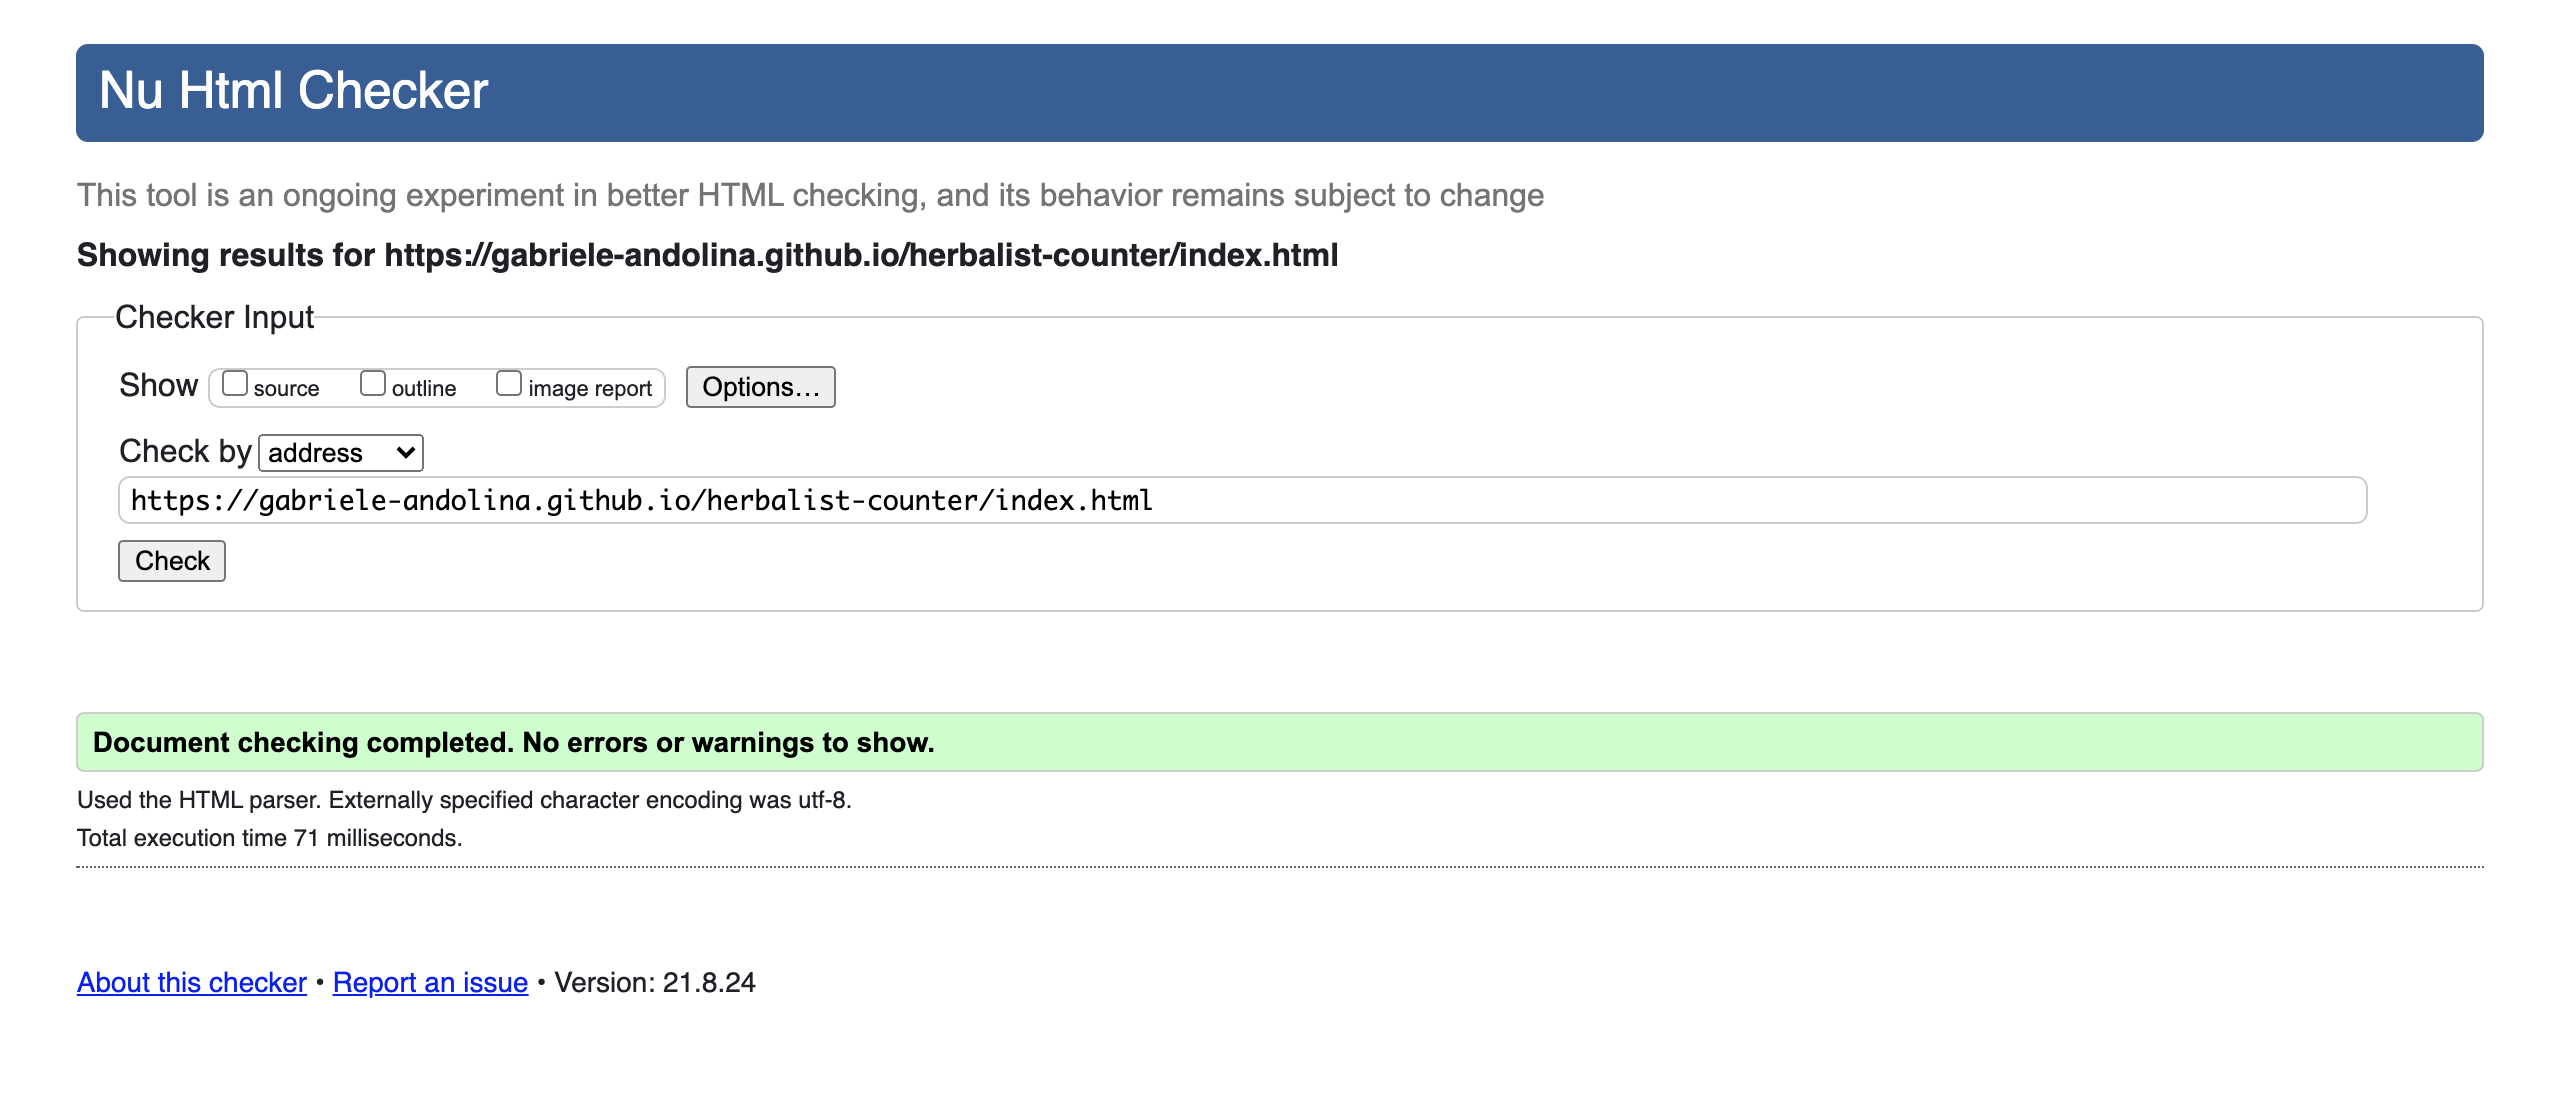 Nu Html Checker
This tool is an ongoing experiment in better HTML checking, and its behavior remains subject to change
Showing results for https://gabriele-andolina.github.io/herbalist-counter/index.html
Checker Input
Show source outline image report Options...
Check by address
https://gabriele-andolina.github.io/herbalist-counter/index.html
Check
Document checking completed. No errors or warnings to show.
Used the HTML parser. Externally specified character encoding was utf-8.
Total execution time 71 milliseconds.
About this checker • Report an issue • Version: 21.8.24